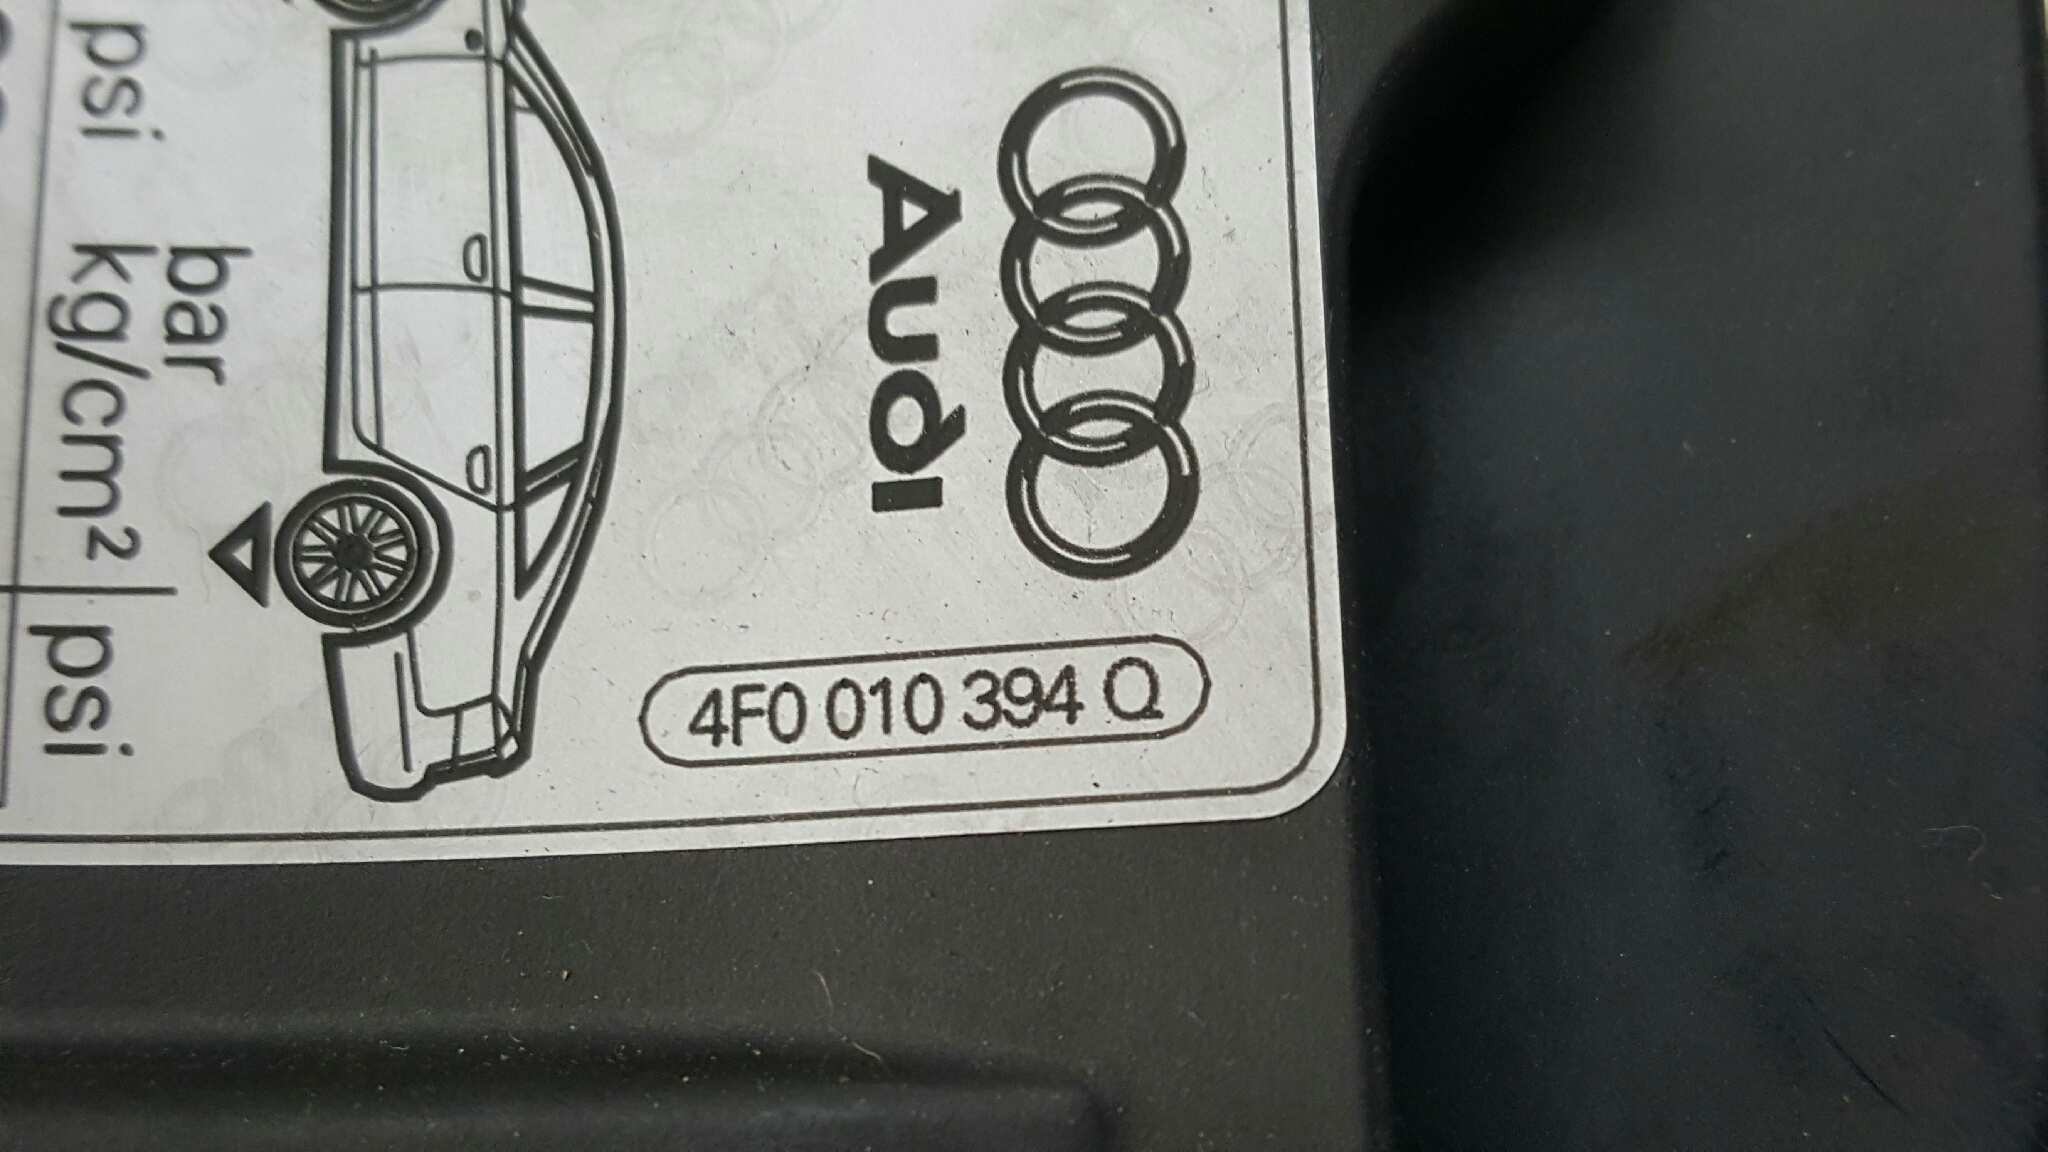 Audi
4F0 010 394 Q
bar
psi kg/cm² | psi